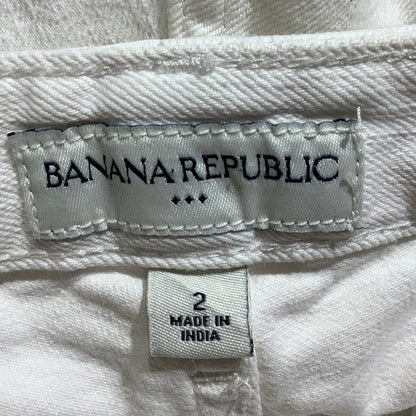 BANANA REPUBLIC
2
MADE IN
INDIA